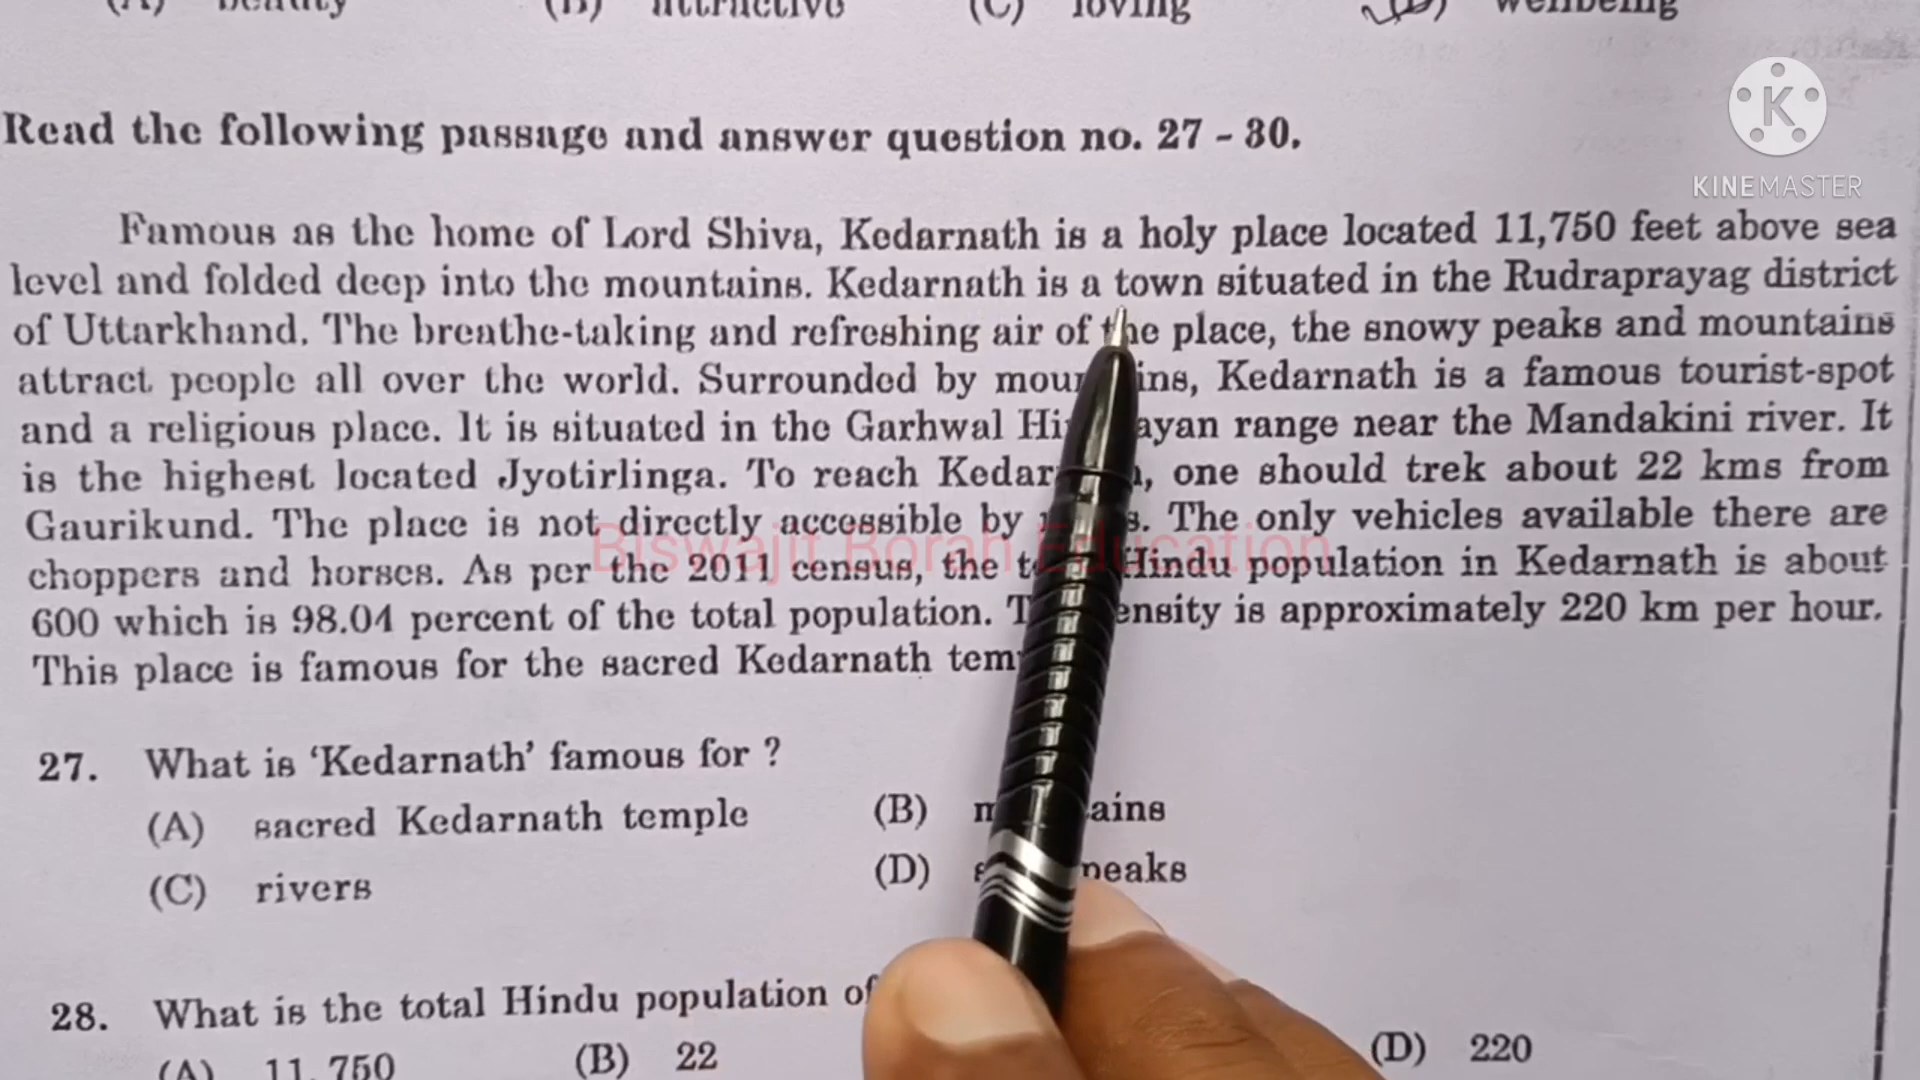 (A) beauty (B) attractive (C) loving (D) wellbeing
KINEMASTER
Read the following passage and answer question no. 27 - 30.
Famous as the home of Lord Shiva, Kedarnath is a holy place located 11,750 feet above sea
level and folded deep into the mountains. Kedarnath is a town situated in the Rudraprayag district
of Uttarkhand. The breathe-taking and refreshing air of the place, the snowy peaks and mountains
attract people all over the world. Surrounded by mountains, Kedarnath is a famous tourist-spot
and a religious place. It is situated in the Garhwal Himalayan range near the Mandakini river. It
is the highest located Jyotirlinga. To reach Kedarnath, one should trek about 22 kms from
Gaurikund. The place is not directly accessible by The only vehicles available there are
Biswajit Borah Education
choppers and horses. As per the 2011 census, the total Hindu population in Kedarnath is about
600 which is 98.04 percent of the total population. The density is approximately 220 km per hour.
This place is famous for the sacred Kedarnath temple
27. What is ‘Kedarnath’ famous for ?
(A) sacred Kedarnath temple (B) mountains
(C) rivers (D) peaks
28. What is the total Hindu population of
(A) 11, 750 (B) 22 (D) 220